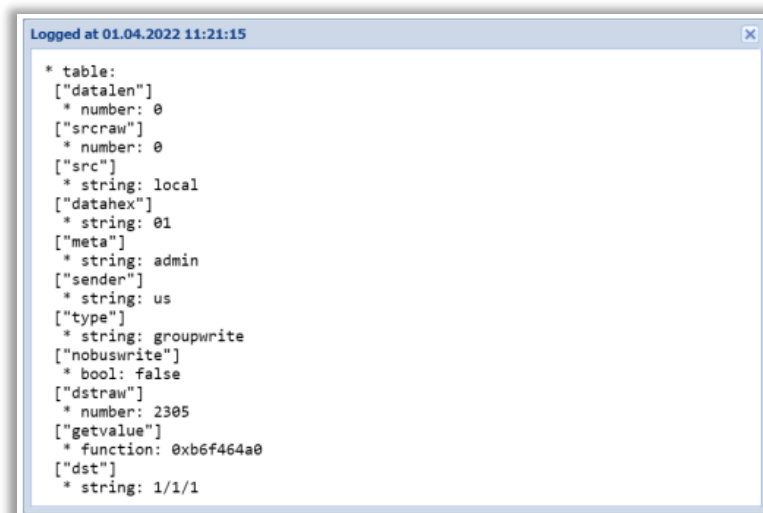 Logged at 01.04.2022 11:21:15
* table:
["datalen"]
* number: 0
["srcraw"]
* number: 0
["src"]
* string: local
["datahex"]
* string: 01
["meta"]
* string: admin
["sender"]
* string: us
["type"]
* string: groupwrite
["nobuswrite"]
* bool: false
["dstraw"]
* number: 2305
["getvalue"]
* function: 0xb6f464a0
["dst"]
* string: 1/1/1